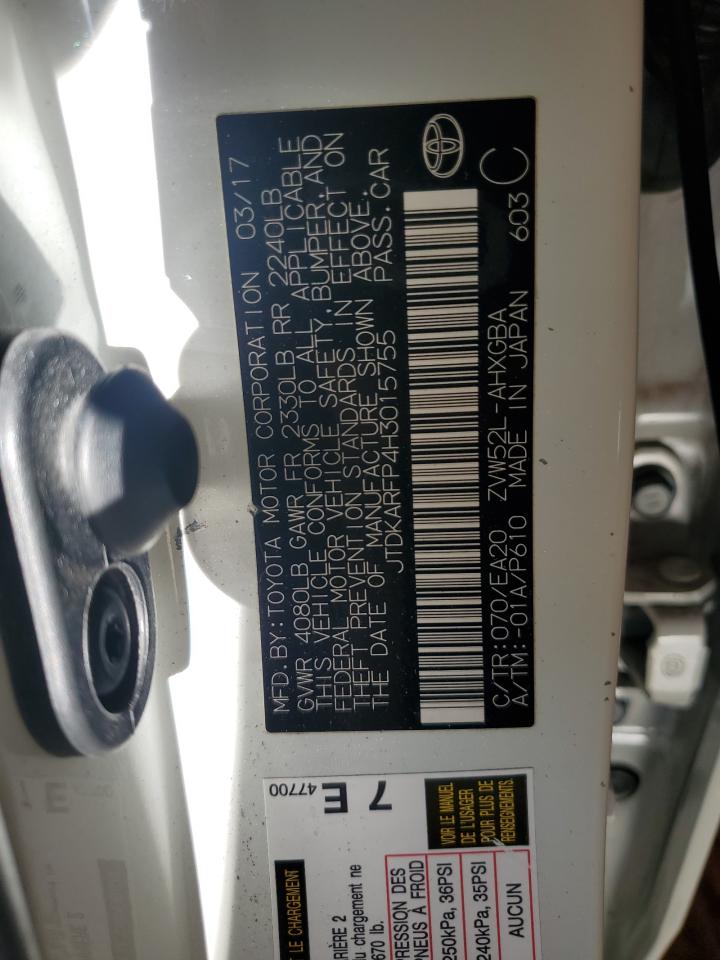 MFD.BY:TOYOTA MOTOR CORPORATION 03/17
GVWR 4080LB GAWR FR 2330LB RR 2240LB
THIS VEHICLE CONFORMS TO ALL APPLICABLE
FEDERAL MOTOR VEHICLE SAFETY, BUMPER, AND
THEFT PREVENTION STANDARDS IN EFFECT ON
THE DATE OF MANUFACTURE SHOWN ABOVE.
JTDKARFP4H3015755 PASS.CAR
C/TR:070/EA20 ZVW52L-AHXGBA
A/TM:-01A/P610 MADE IN JAPAN 603 C
47700
7E
LE CHARGEMENT
RIÈRE 2
u chargement ne
670 lb.
VOIR LE MANUEL
DE L'USAGER
POUR PLUS DE
RENSEIGNEMENTS.
PRESSION DES
PNEUS À FROID
250kPa, 36PSI
240kPa, 35PSI
AUCUN